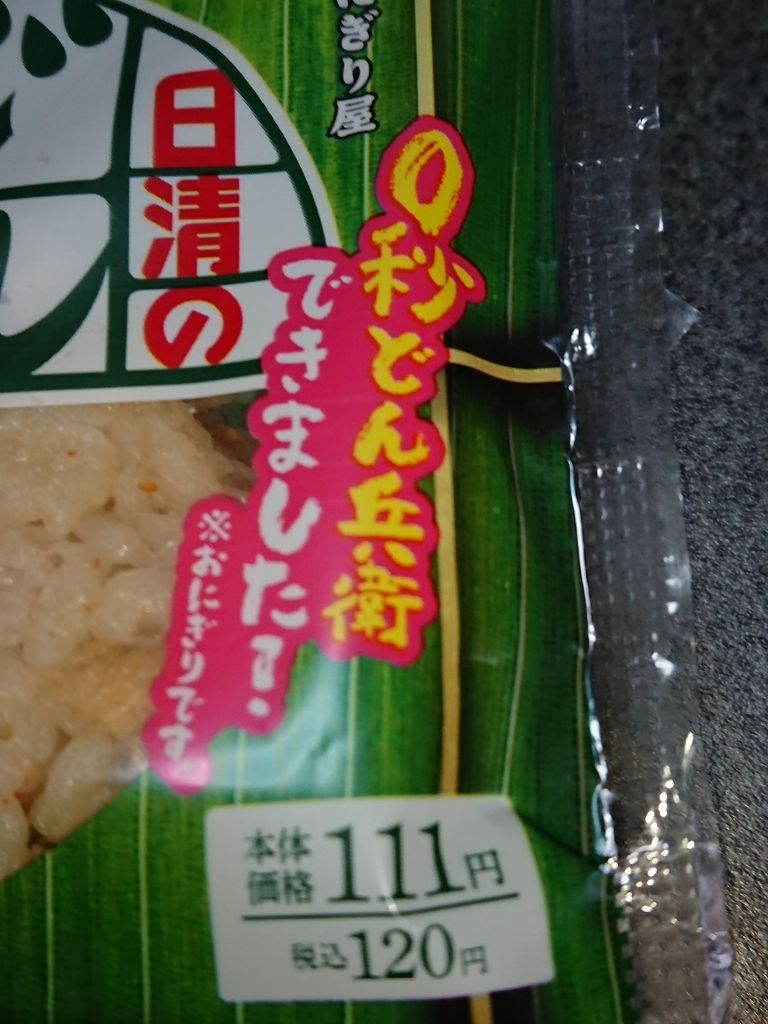 にぎり屋
日清の
0秒どん兵衛
できました？
※おにぎりです。
本体
価格 111円
税込120円